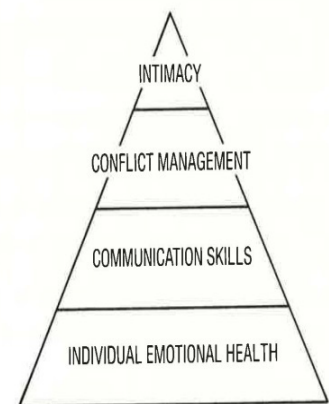 INTIMACY
CONFLICT MANAGEMENT
COMMUNICATION SKILLS
INDIVIDUAL EMOTIONAL HEALTH